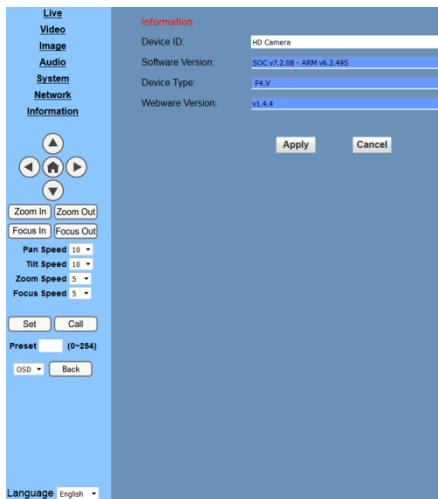 Live
Video
Image
Audio
System
Network
Information
Zoom In Zoom Out
Focus In Focus Out
Pan Speed 10
Tilt Speed 10
Zoom Speed 5
Focus Speed 5
Set Call
Preset (0~254)
OSD Back
Language English
Information
Device ID: HD Camera
Software Version: SOC v7.2.08 - ARM v6.2.49S
Device Type: F4.V
Webware Version: v1.4.4
Apply Cancel